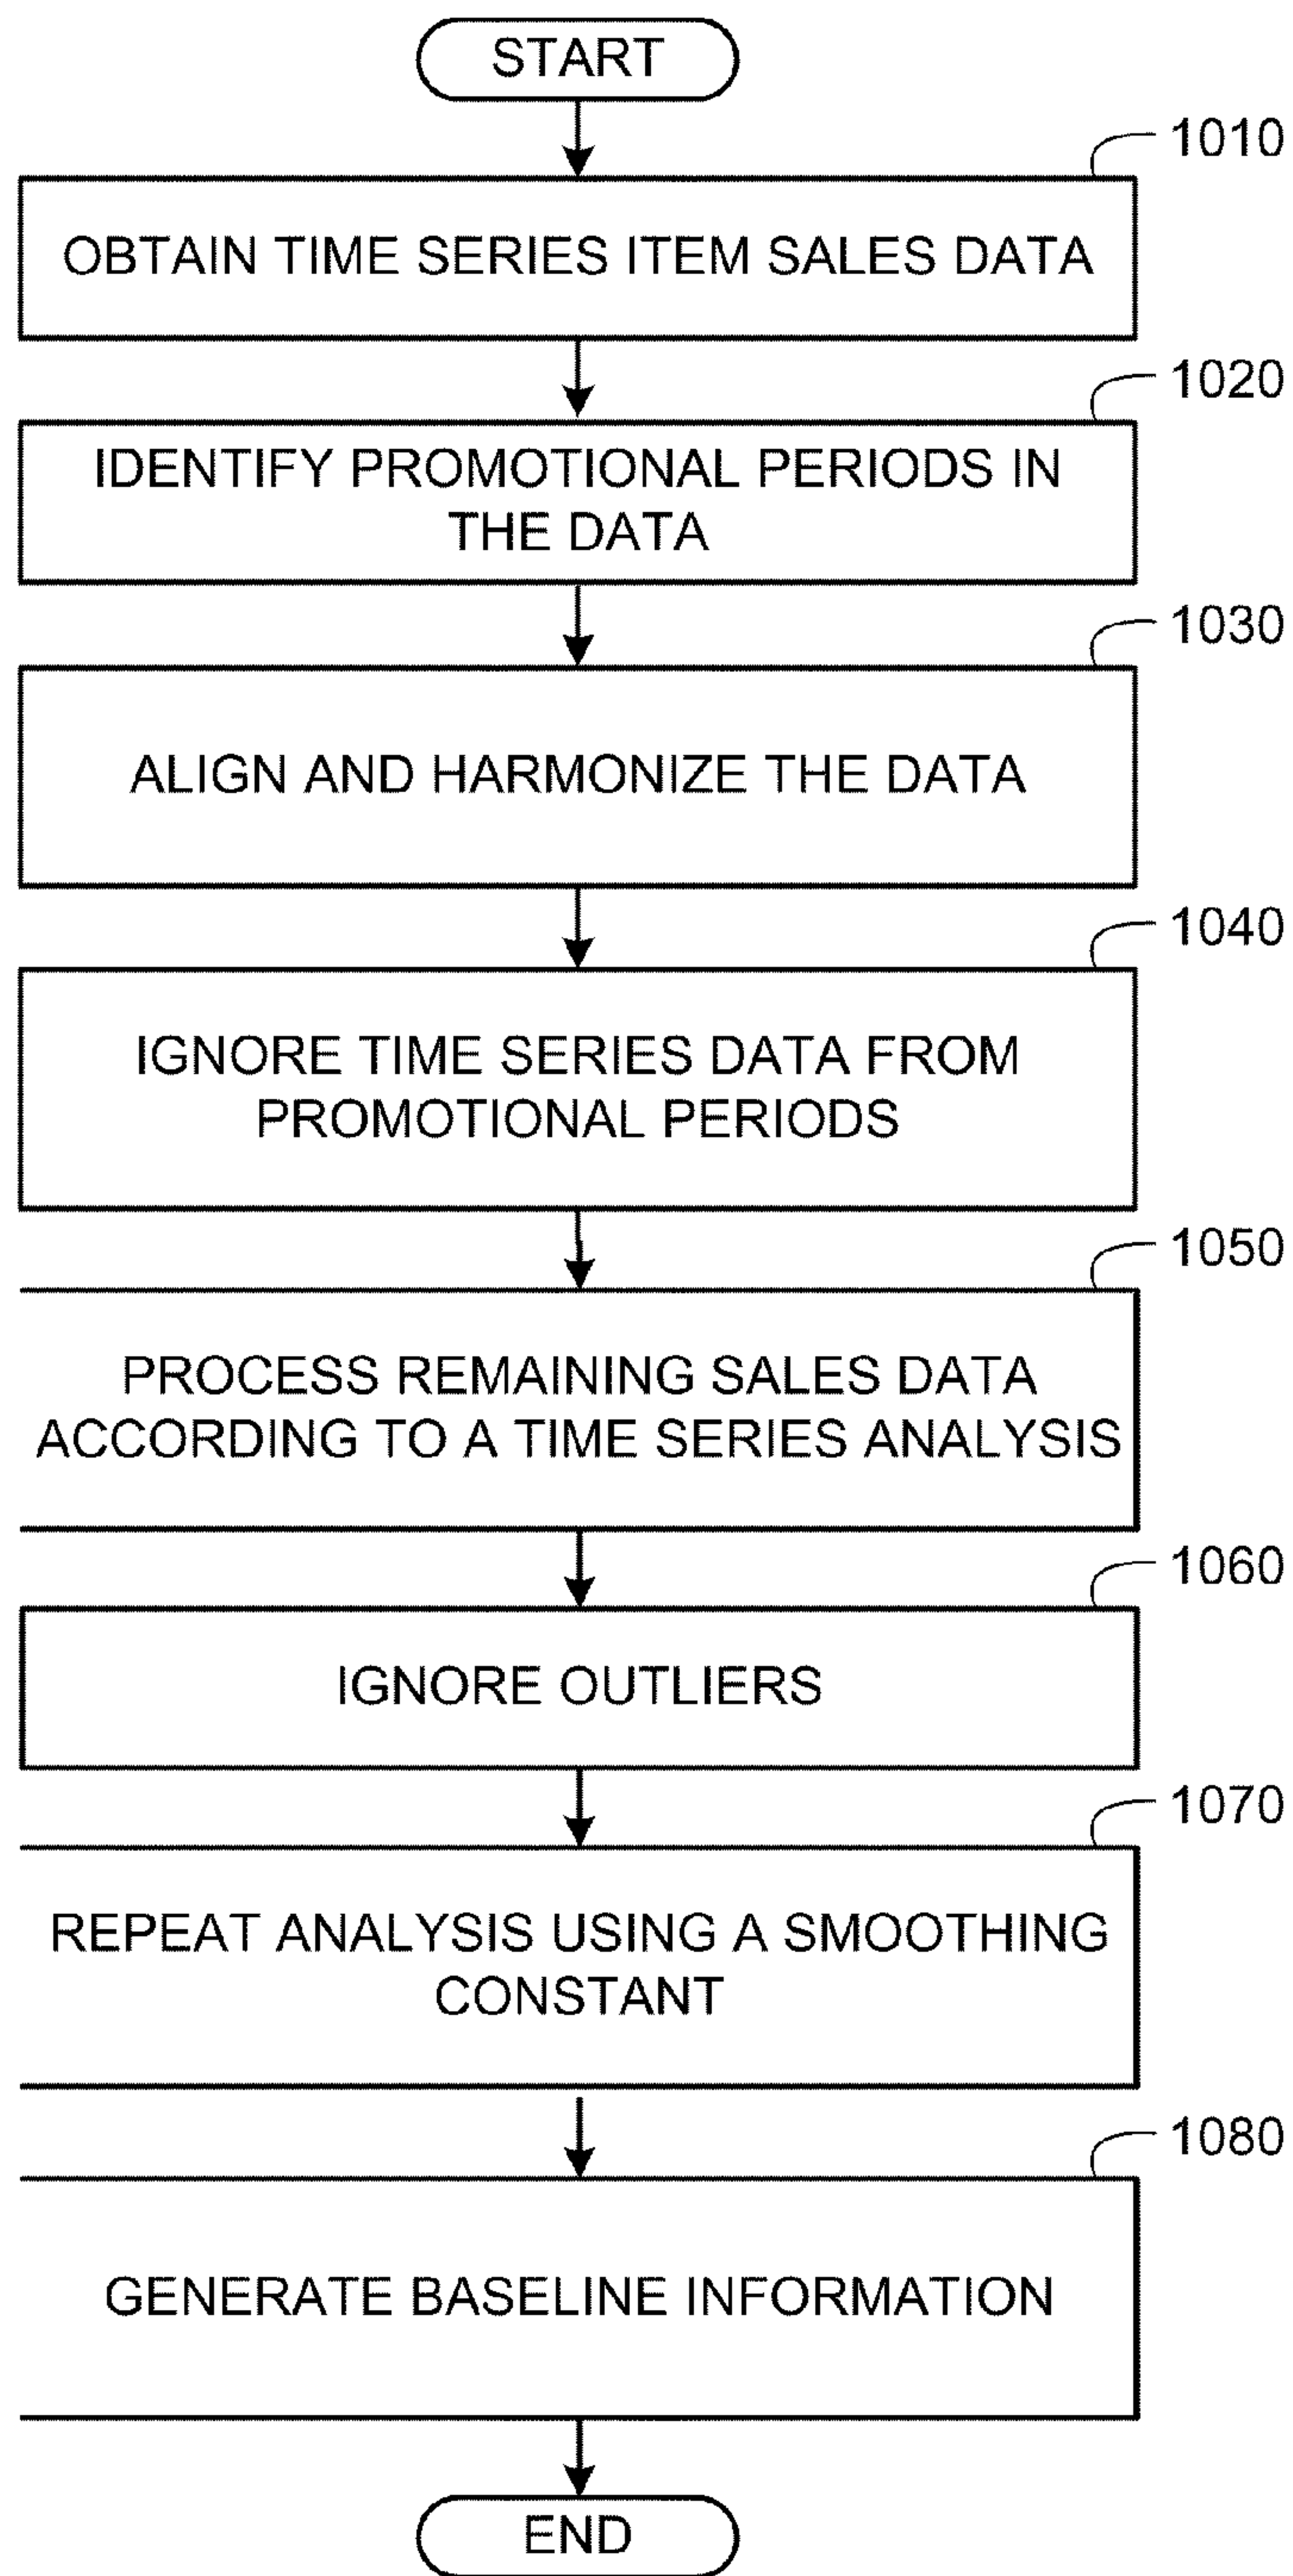 START
1010
OBTAIN TIME SERIES ITEM SALES DATA
1020
IDENTIFY PROMOTIONAL PERIODS IN
THE DATA
1030
ALIGN AND HARMONIZE THE DATA
1040
IGNORE TIME SERIES DATA FROM
PROMOTIONAL PERIODS
1050
PROCESS REMAINING SALES DATA
ACCORDING TO A TIME SERIES ANALYSIS
1060
IGNORE OUTLIERS
1070
REPEAT ANALYSIS USING A SMOOTHING
CONSTANT
1080
GENERATE BASELINE INFORMATION
END